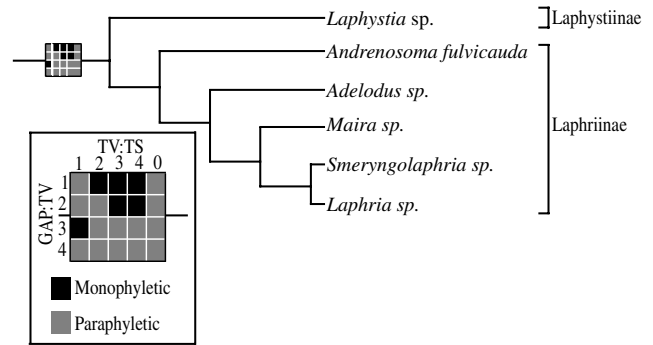 Laphystia sp.
Laphystiinae
Andrenosoma fulvicauda
Adelodus sp.
Laphriinae
Maira sp.
Smeryngolaphria sp.
Laphria sp.
TV:TS
1 2 3 4 0
GAP:TV
1
2
3
4
Monophyletic
Paraphyletic